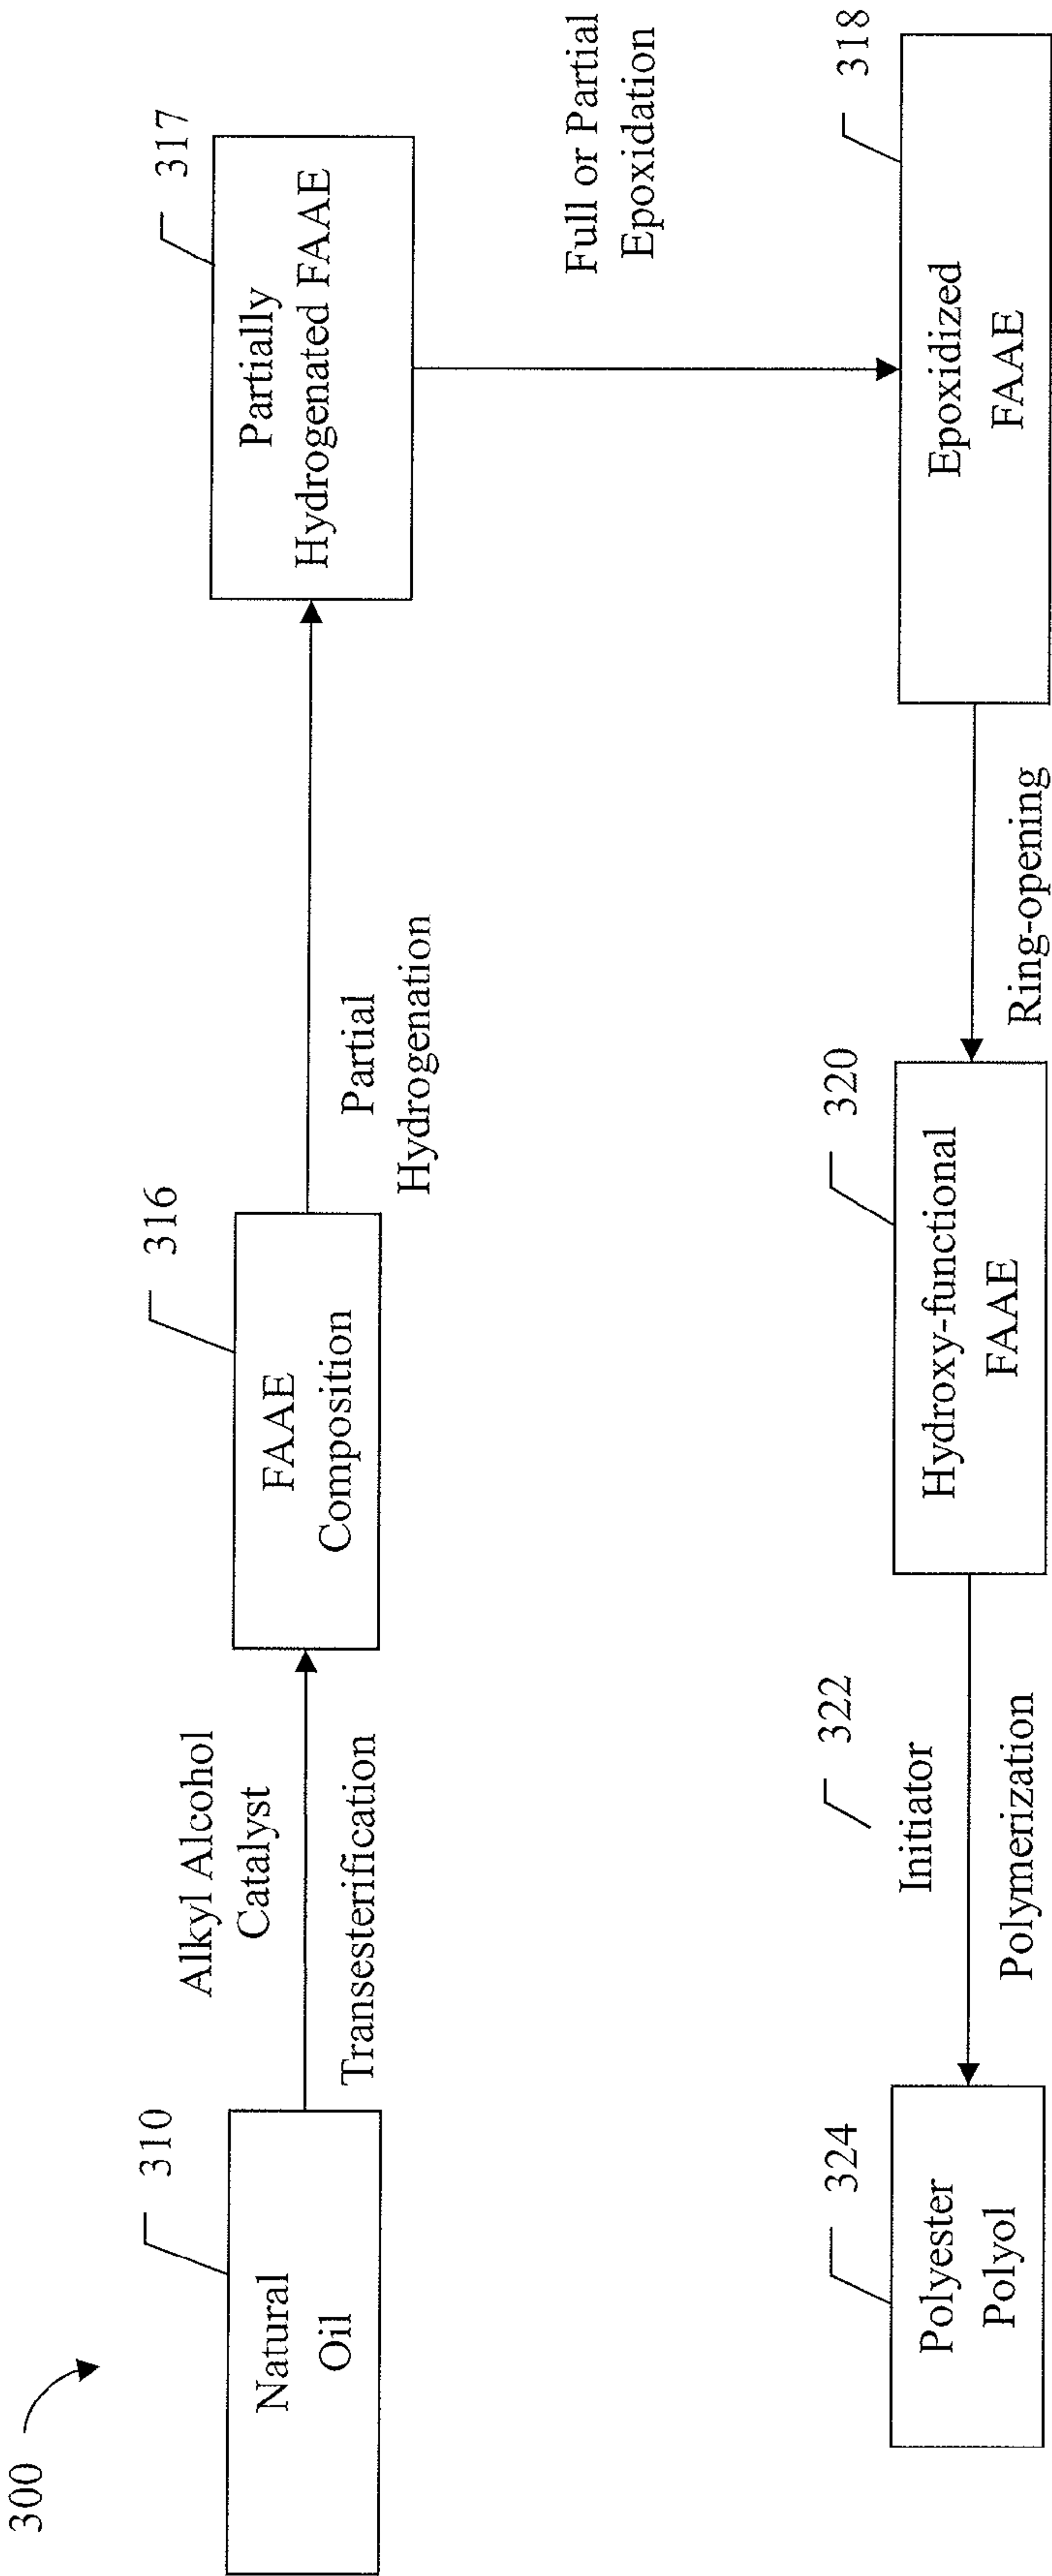 300
310
Natural
Oil
Alkyl Alcohol
Catalyst
Transesterification
316
FAAE
Composition
Partial
Hydrogenation
317
Partially
Hydrogenated FAAE
Full or Partial
Epoxidation
318
Epoxidized
FAAE
Ring-opening
320
Hydroxy-functional
FAAE
322
Initiator
Polymerization
324
Polyester
Polyol